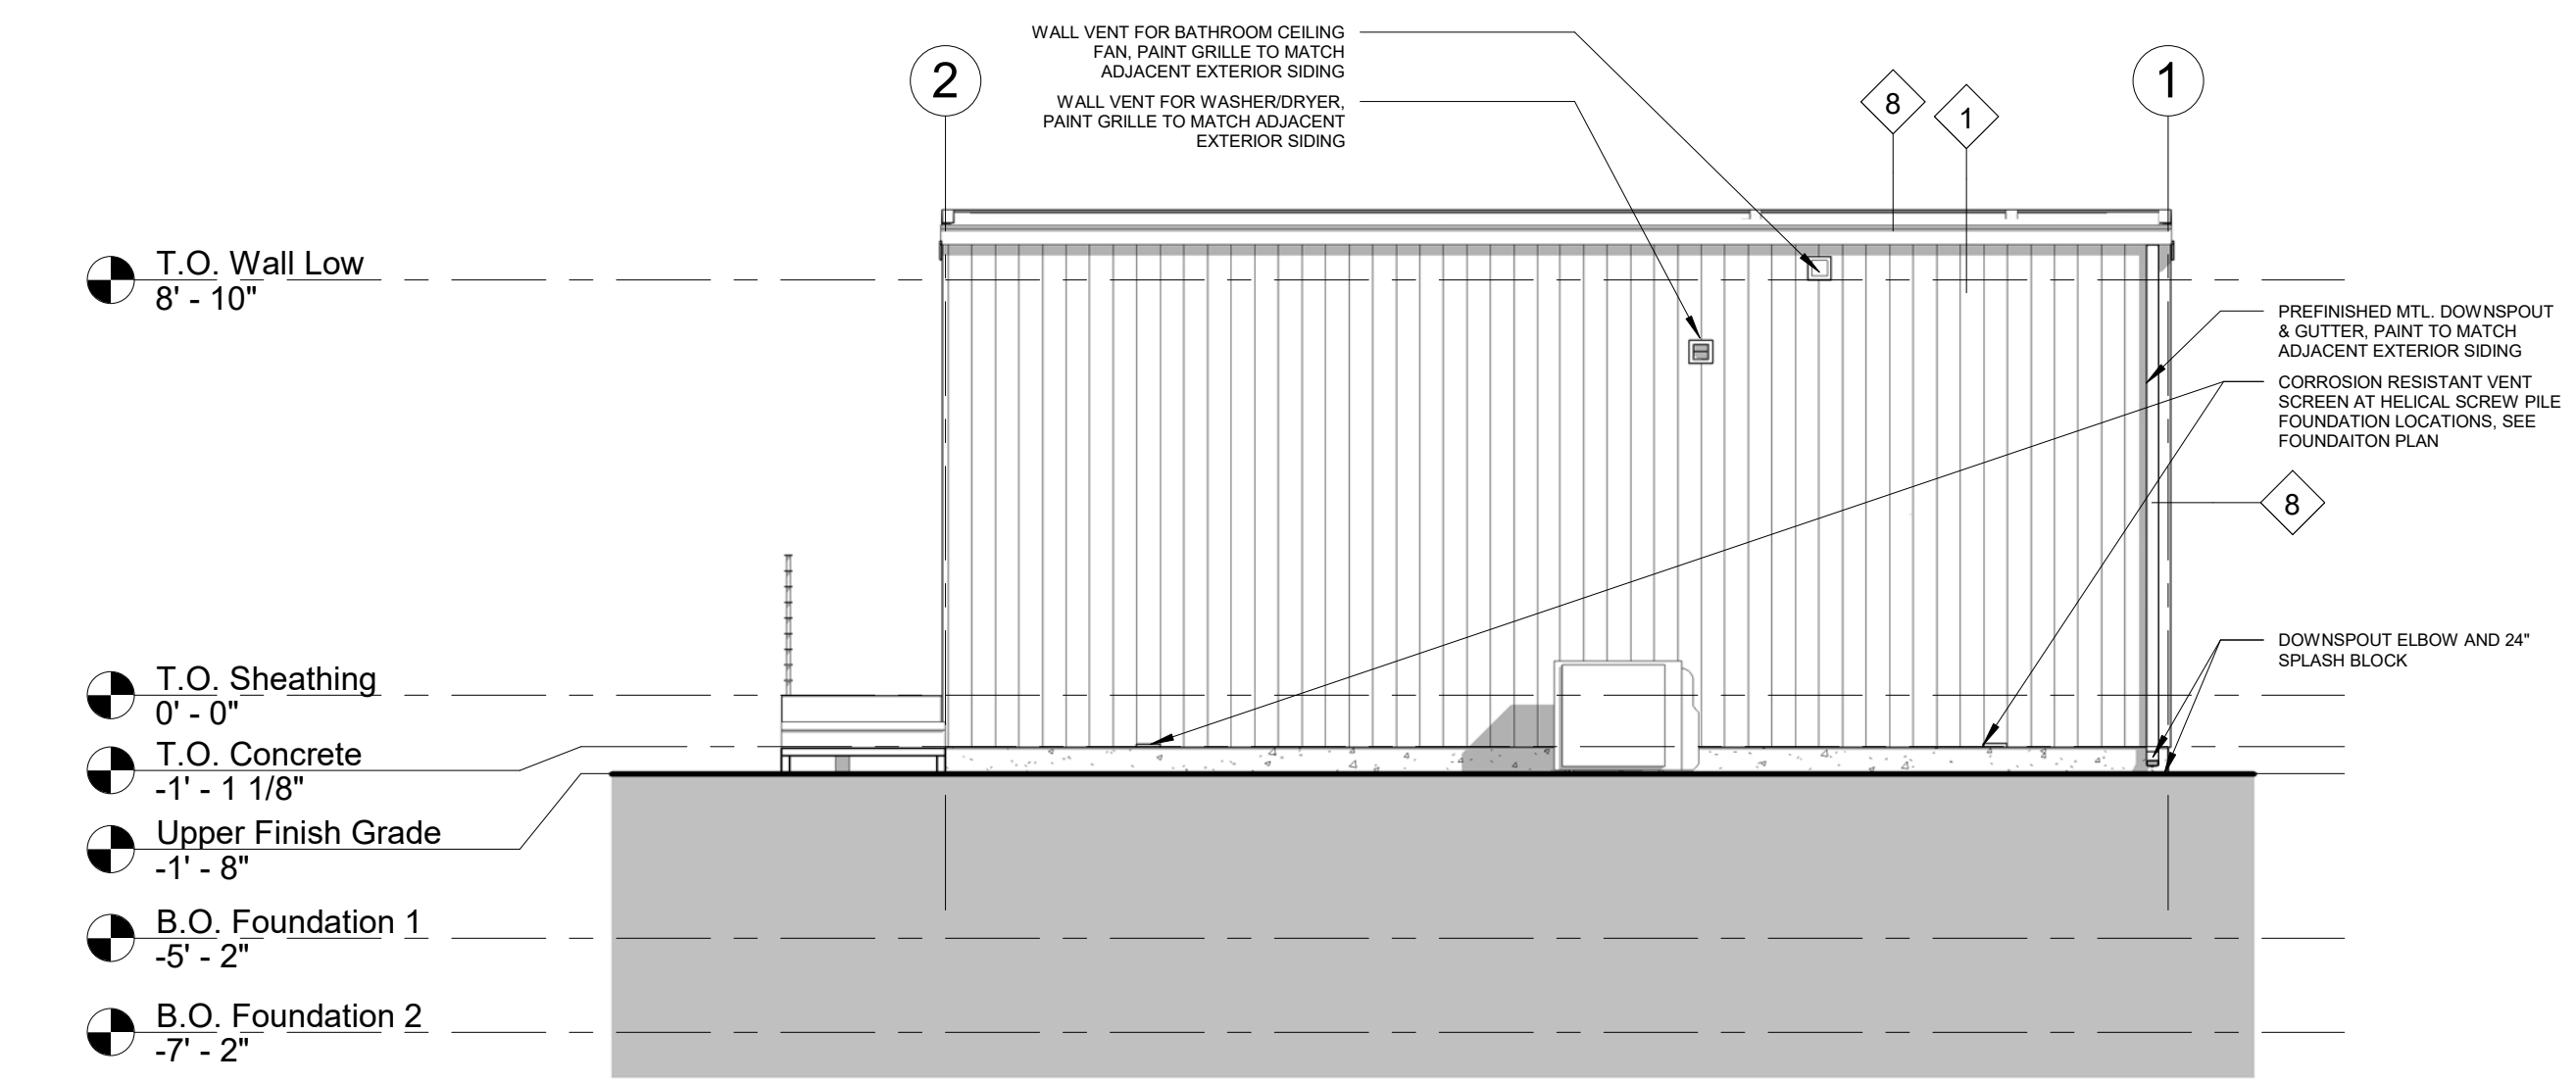 WALL VENT FOR BATHROOM CEILING
FAN, PAINT GRILLE TO MATCH
ADJACENT EXTERIOR SIDING
WALL VENT FOR WASHER/DRYER,
PAINT GRILLE TO MATCH ADJACENT
EXTERIOR SIDING
2
8
1
1
T.O. Wall Low
8' - 10"
PREFINISHED MTL. DOWNSPOUT
& GUTTER, PAINT TO MATCH
ADJACENT EXTERIOR SIDING
CORROSION RESISTANT VENT
SCREEN AT HELICAL SCREW PILE
FOUNDATION LOCATIONS, SEE
FOUNDAITON PLAN
8
DOWNSPOUT ELBOW AND 24"
SPLASH BLOCK
T.O. Sheathing
0' - 0"
T.O. Concrete
-1' - 1 1/8"
Upper Finish Grade
-1' - 8"
B.O. Foundation 1
-5' - 2"
B.O. Foundation 2
-7' - 2"